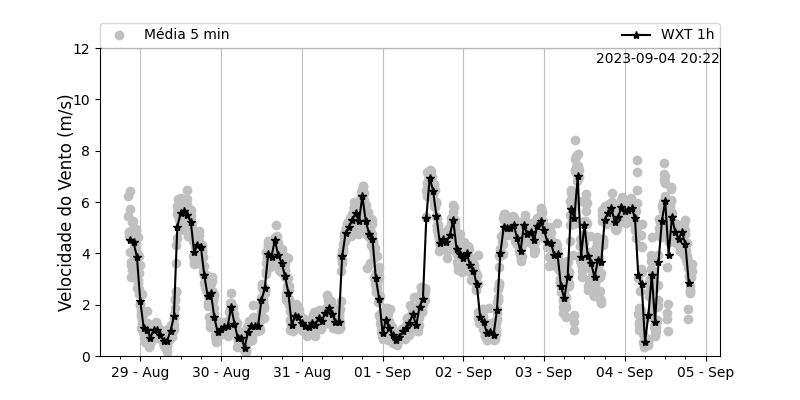 Média 5 min
WXT 1h
2023-09-04 20:22
Velocidade do Vento (m/s)
12
10
8
6
4
2
0
29 - Aug
30 - Aug
31 - Aug
01 - Sep
02 - Sep
03 - Sep
04 - Sep
05 - Sep